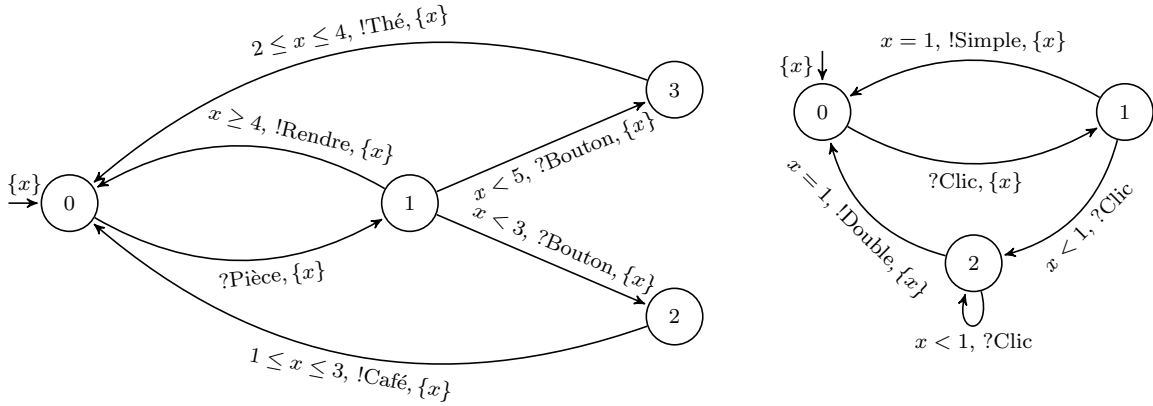 2 ≤ x ≤ 4, !Thé, {x}
x ≥ 4, !Rendre, {x}
{x}
0
1
3
x < 5, ?Bouton, {x}
x < 3, ?Bouton, {x}
?Pièce, {x}
2
1 ≤ x ≤ 3, !Café, {x}
x = 1, !Simple, {x}
{x}
0
1
?Clic, {x}
x = 1, !Double, {x}
x < 1, ?Clic
2
x < 1, ?Clic